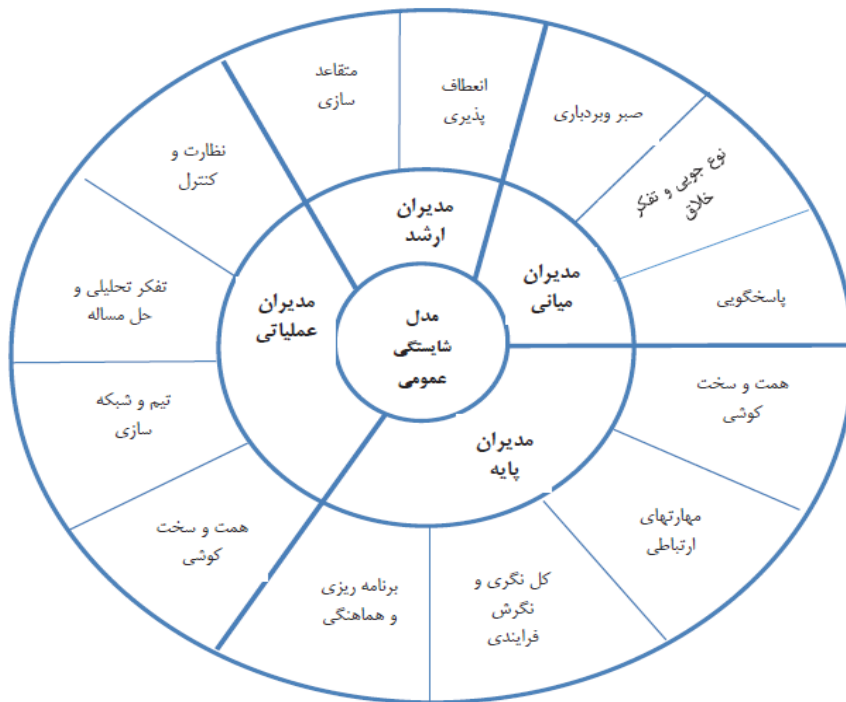 متقاعد
سازی
انعطاف
پذیری
صبر وبردباری
نوع جویی و تفکر
خلاق
پاسخگویی
همت و سخت
کوشی
مهارتهای
ارتباطی
کل نگری و
نگرش
فرایندی
برنامه ریزی
و هماهنگی
همت و سخت
کوشی
تیم و شبکه
سازی
تفکر تحلیلی و
حل مساله
نظارت و
کنترل
مدیران
ارشد
مدیران
میانی
مدیران
پایه
مدیران
عملیاتی
مدل
شایستگی
عمومی